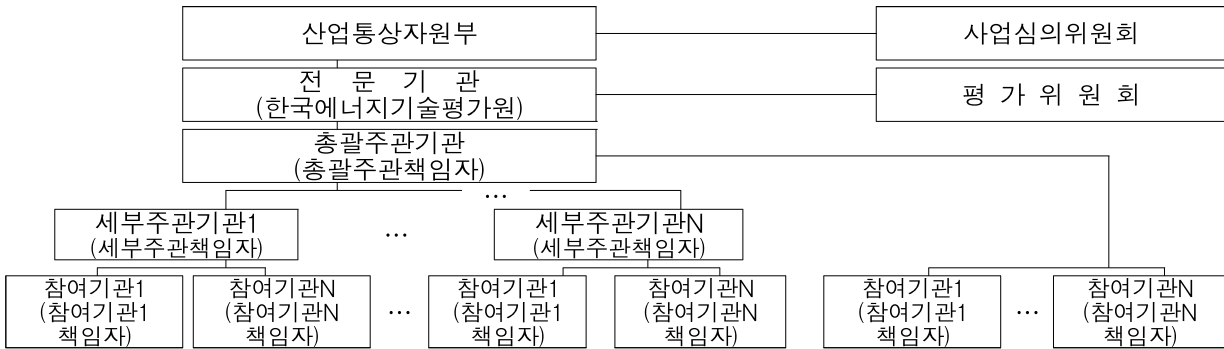 산업통상자원부
사업심의위원회
전 문 기 관
(한국에너지기술평가원)
평 가 위 원 회
총괄주관기관
(총괄주관책임자)
…
세부주관기관1
(세부주관책임자)
…
세부주관기관N
(세부주관책임자)
참여기관1
(참여기관1
책임자)
참여기관N
(참여기관N
책임자)
…
참여기관1
(참여기관1
책임자)
참여기관N
(참여기관N
책임자)
참여기관1
(참여기관1
책임자)
…
참여기관N
(참여기관N
책임자)